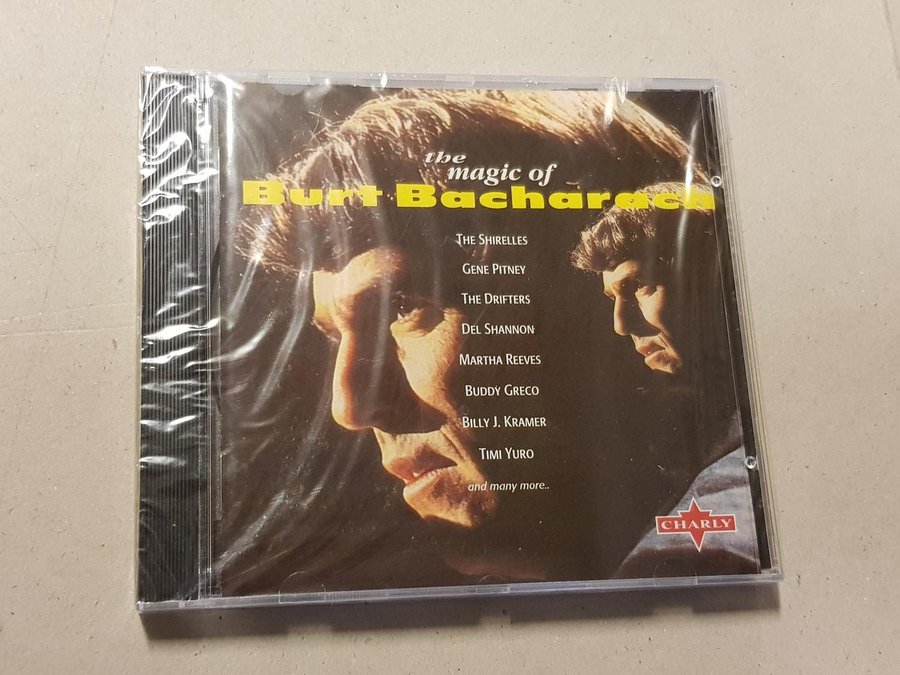 the
magic of
Burt Bacharach
THE SHIRELLES
GENE PITNEY
THE DRIFTERS
DEL SHANNON
MARTHA REEVES
BUDDY GRECO
BILLY J. KRAMER
TIMI YURO
and many more..
CHARLY